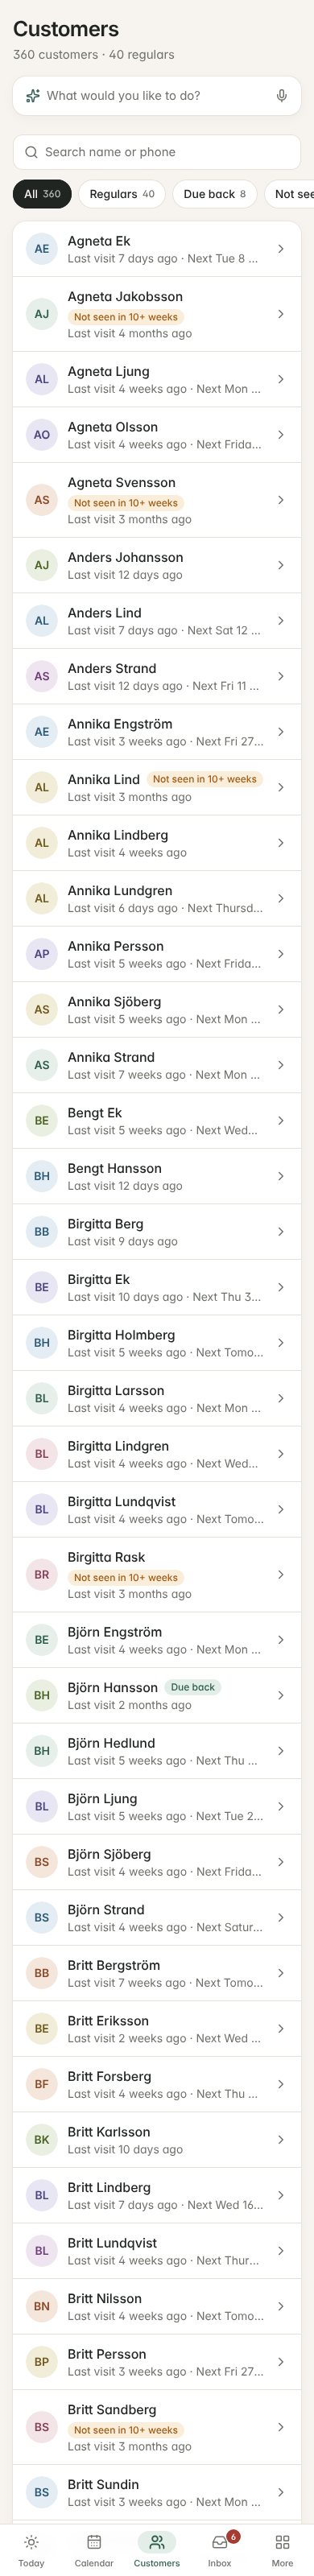 Customers
360 customers · 40 regulars
What would you like to do?
Search name or phone
All 360
Regulars 40
Due back 8
Not see
AE
Agneta Ek
Last visit 7 days ago · Next Tue 8 ...
AJ
Agneta Jakobsson
Not seen in 10+ weeks
Last visit 4 months ago
AL
Agneta Ljung
Last visit 4 weeks ago · Next Mon ...
AO
Agneta Olsson
Last visit 4 weeks ago · Next Frida...
AS
Agneta Svensson
Not seen in 10+ weeks
Last visit 3 months ago
AJ
Anders Johansson
Last visit 12 days ago
AL
Anders Lind
Last visit 7 days ago · Next Sat 12 ...
AS
Anders Strand
Last visit 12 days ago · Next Fri 11 ...
AE
Annika Engström
Last visit 3 weeks ago · Next Fri 27...
AL
Annika Lind Not seen in 10+ weeks
Last visit 3 months ago
AL
Annika Lindberg
Last visit 4 weeks ago
AL
Annika Lundgren
Last visit 6 days ago · Next Thursd...
AP
Annika Persson
Last visit 5 weeks ago · Next Frida...
AS
Annika Sjöberg
Last visit 5 weeks ago · Next Mon ...
AS
Annika Strand
Last visit 7 weeks ago · Next Mon ...
BE
Bengt Ek
Last visit 5 weeks ago · Next Wed...
BH
Bengt Hansson
Last visit 12 days ago
BB
Birgitta Berg
Last visit 9 days ago
BE
Birgitta Ek
Last visit 10 days ago · Next Thu 3...
BH
Birgitta Holmberg
Last visit 5 weeks ago · Next Tomo...
BL
Birgitta Larsson
Last visit 4 weeks ago · Next Mon ...
BL
Birgitta Lindgren
Last visit 4 weeks ago · Next Wed...
BL
Birgitta Lundqvist
Last visit 4 weeks ago · Next Tomo...
BR
Birgitta Rask
Not seen in 10+ weeks
Last visit 3 months ago
BE
Björn Engström
Last visit 4 weeks ago · Next Mon ...
BH
Björn Hansson Due back
Last visit 2 months ago
BH
Björn Hedlund
Last visit 5 weeks ago · Next Thu ...
BL
Björn Ljung
Last visit 5 weeks ago · Next Tue 2...
BS
Björn Sjöberg
Last visit 4 weeks ago · Next Frida...
BS
Björn Strand
Last visit 4 weeks ago · Next Satur...
BB
Britt Bergström
Last visit 7 weeks ago · Next Tomo...
BE
Britt Eriksson
Last visit 2 weeks ago · Next Wed ...
BF
Britt Forsberg
Last visit 4 weeks ago · Next Thu ...
BK
Britt Karlsson
Last visit 10 days ago
BL
Britt Lindberg
Last visit 7 days ago · Next Wed 16...
BL
Britt Lundqvist
Last visit 4 weeks ago · Next Thur...
BN
Britt Nilsson
Last visit 4 weeks ago · Next Tomo...
BP
Britt Persson
Last visit 3 weeks ago · Next Fri 27...
BS
Britt Sandberg
Not seen in 10+ weeks
Last visit 3 months ago
BS
Britt Sundin
Last visit 3 weeks ago · Next Mon ...
6
Today
Calendar
Customers
Inbox
More